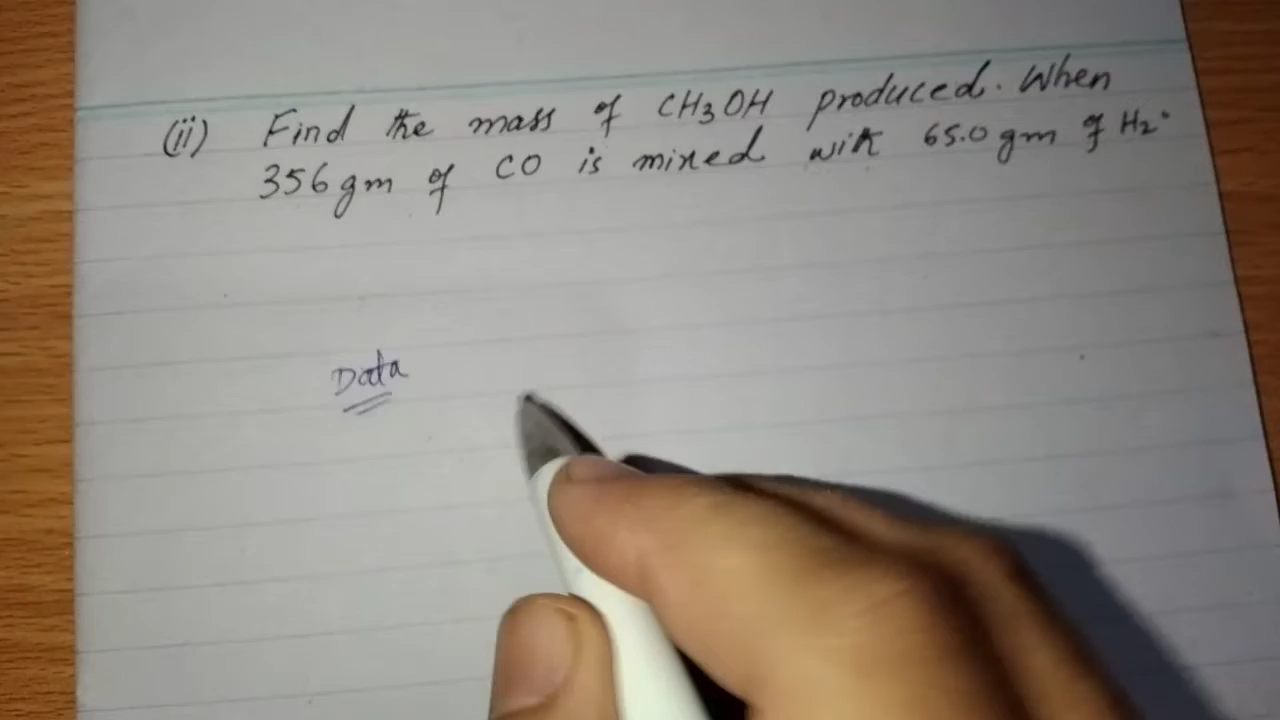 (ii) Find the mass of CH3OH produced. When
356 gm of CO is mixed with 65.0 gm of H2.
Data